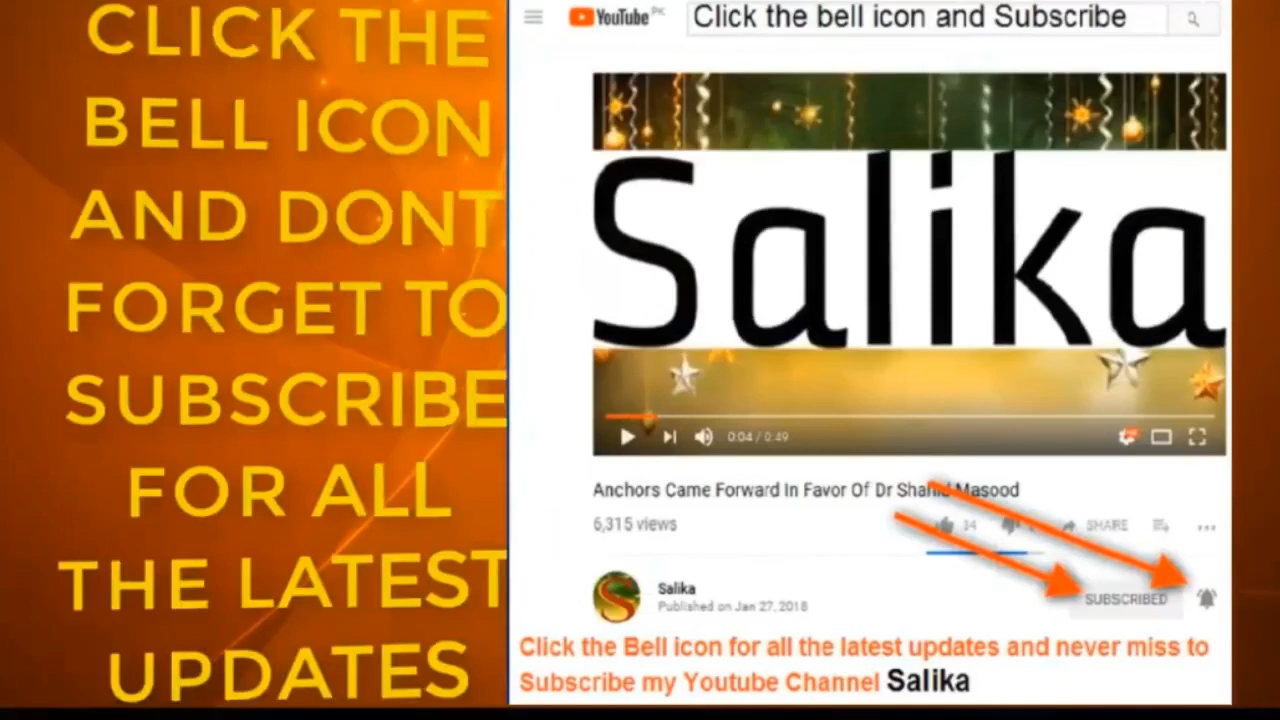 CLICK THE
BELL ICON
AND DONT
FORGET TO
SUBSCRIBE
FOR ALL
THE LATEST
UPDATES
YouTube PK
Click the bell icon and Subscribe
Salika
0:04 / 0:49
Anchors Came Forward In Favor Of Dr Shahid Masood
6,315 views
34
SHARE
Salika
Published on Jan 27, 2018
SUBSCRIBED
Click the Bell icon for all the latest updates and never miss to
Subscribe my Youtube Channel Salika